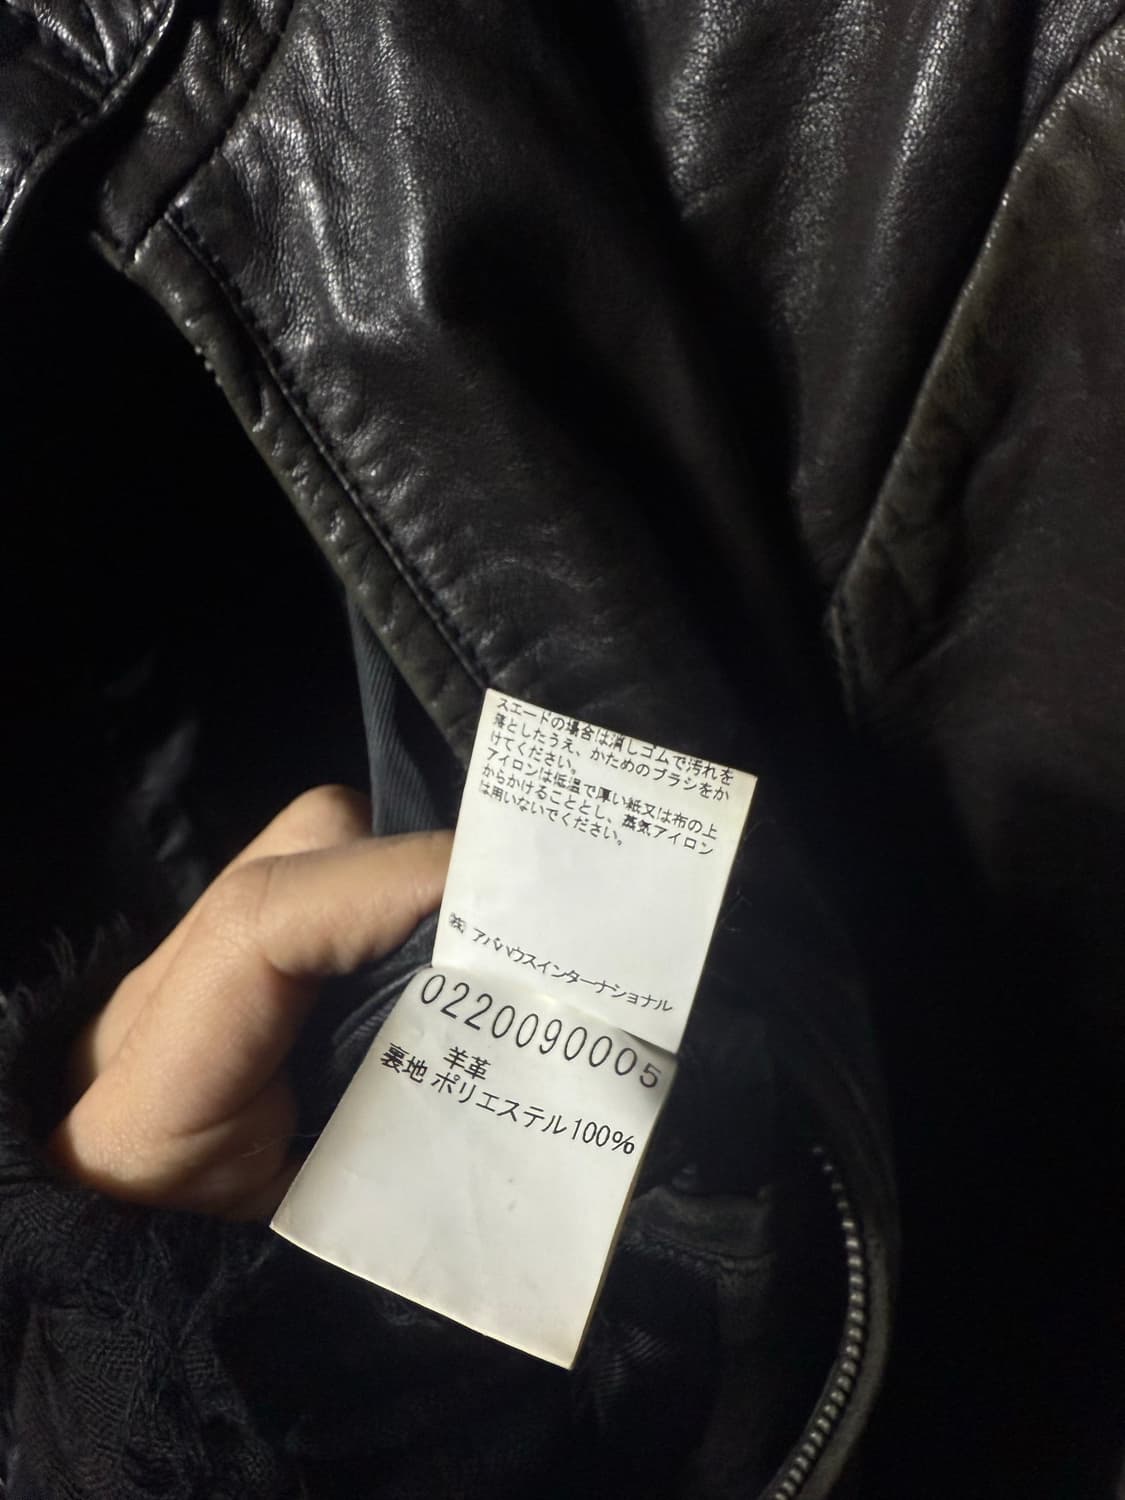 スエードの場合は消しゴムで汚れを
落としたうえ、かためのブラシをか
けてください。
アイロンは低温で厚い紙又は布の上
からかけることとし、蒸気アイロン
は用いないでください。
㈱ アバハウスインターナショナル
0220090005
羊革
裏地 ポリエステル100%